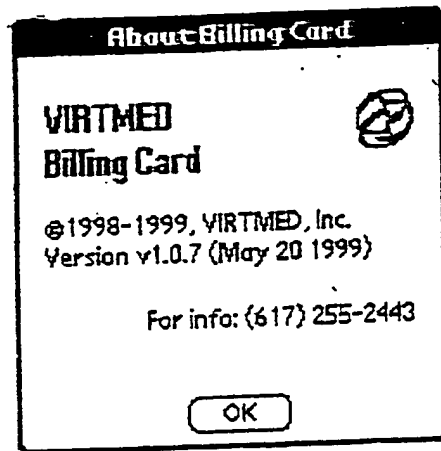 About Billing Card
VIRTMED
Billing Card
©1998-1999, VIRTMED, Inc.
Version v1.0.7 (May 20 1999)
For info: (617) 255-2443
OK